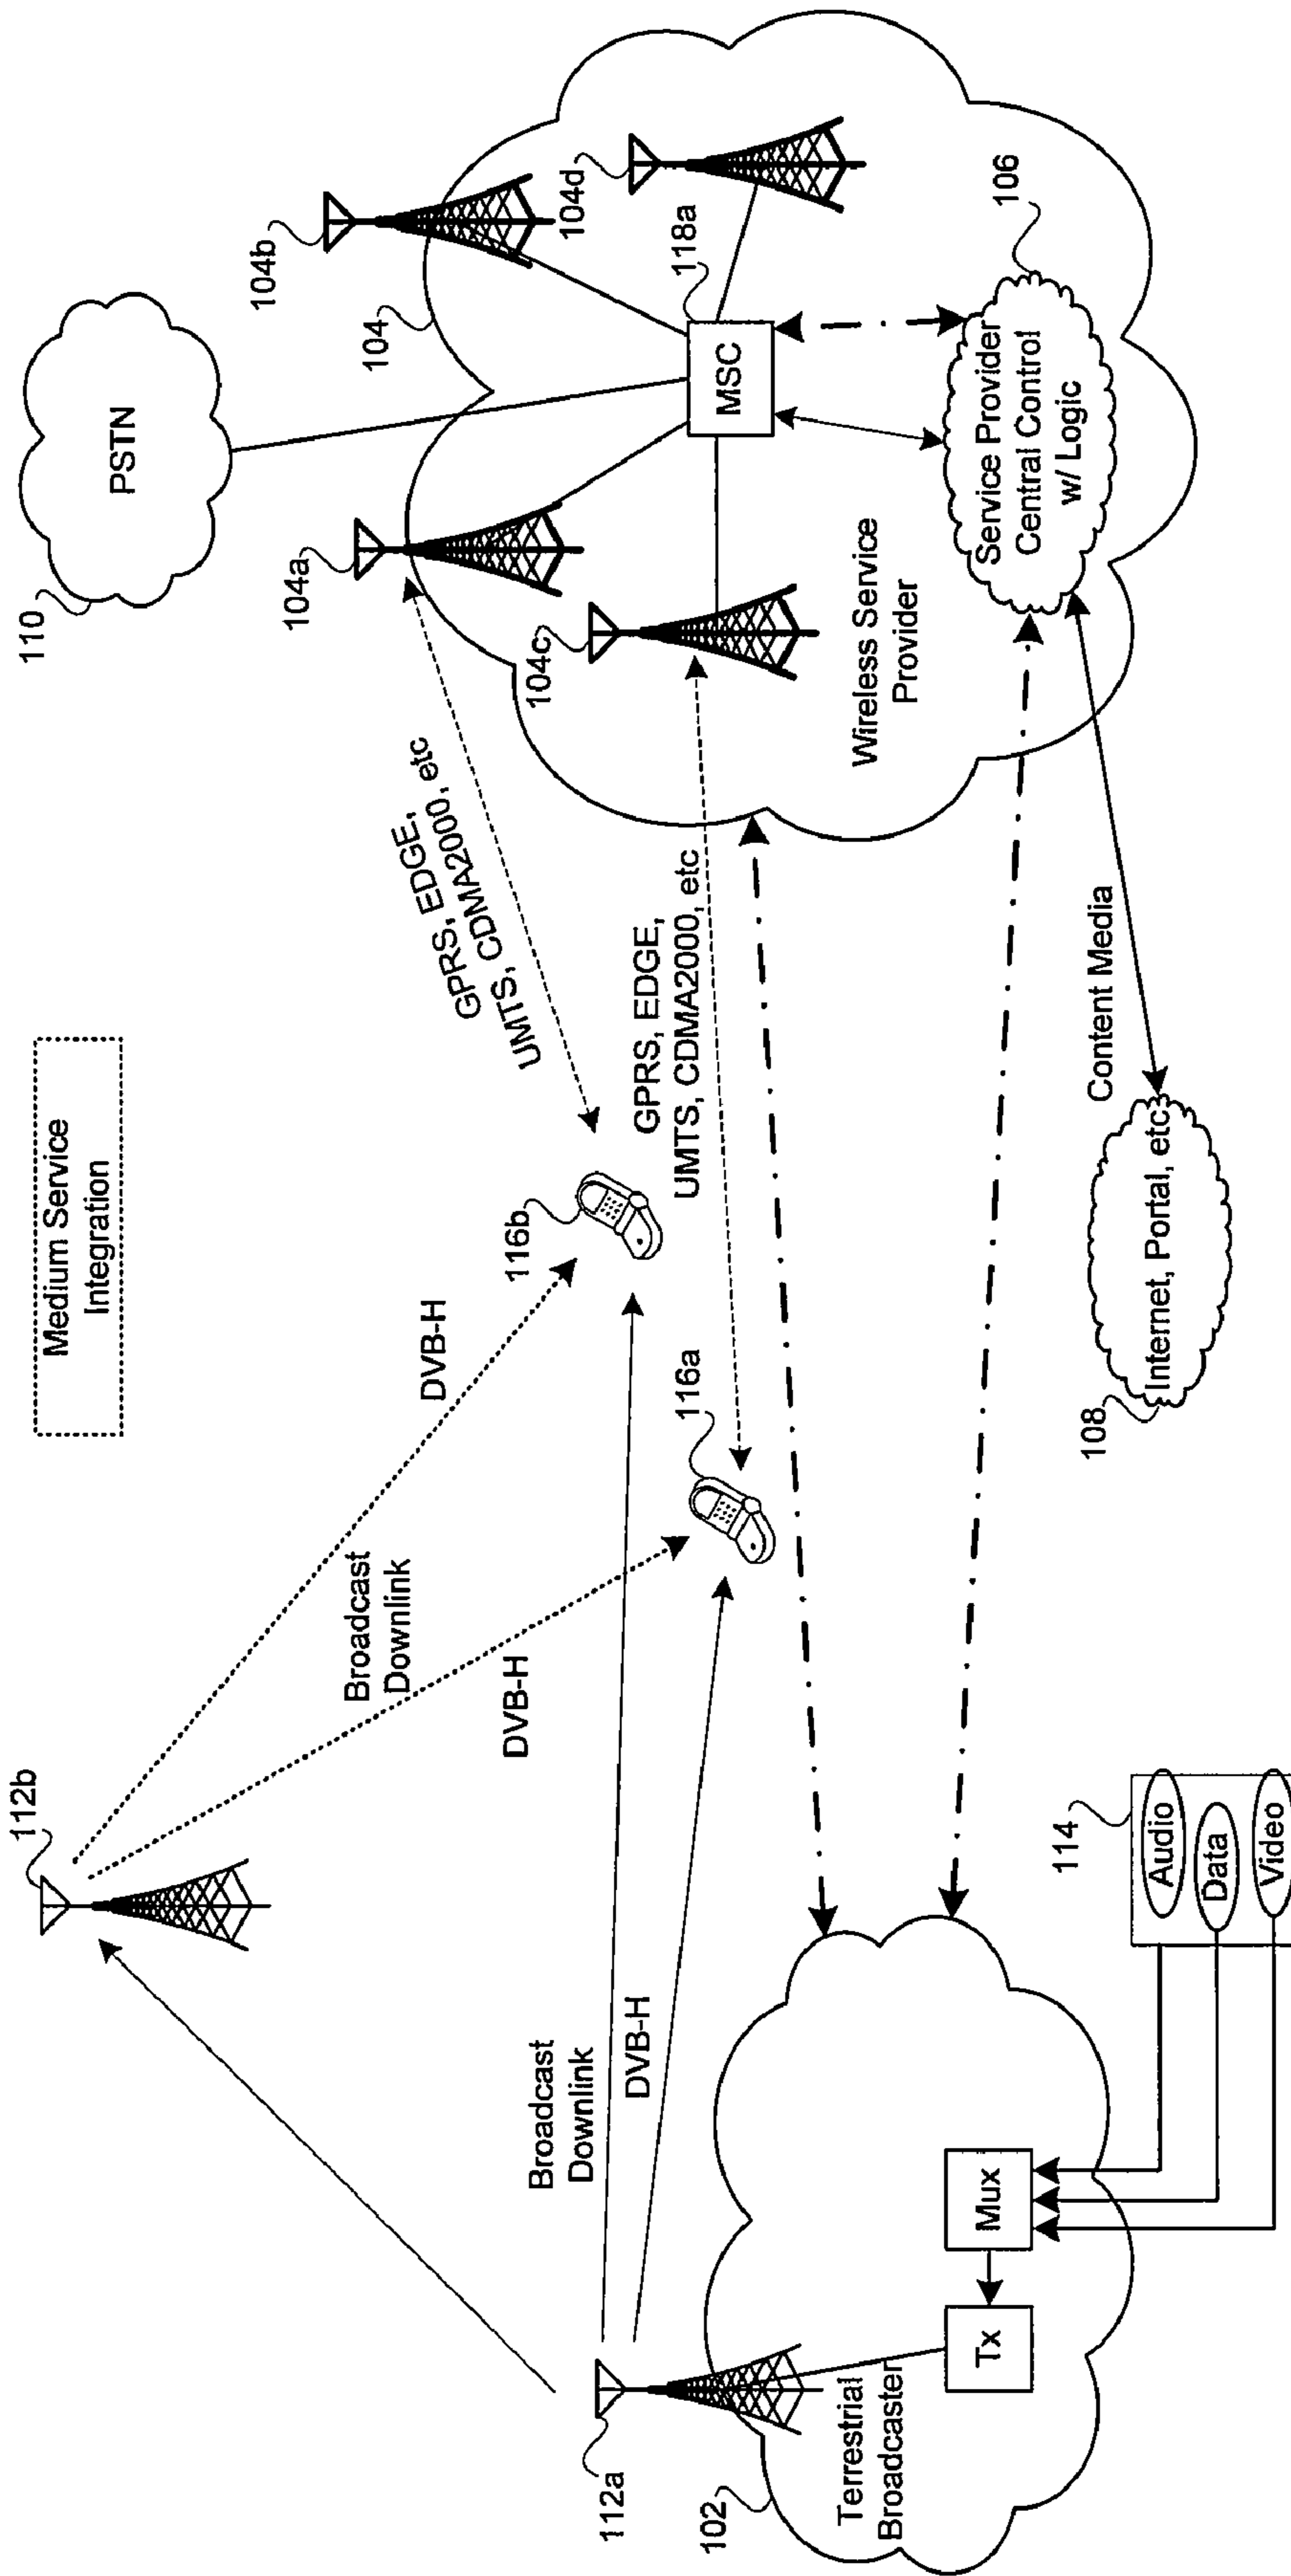 Medium Service
Integration
110
PSTN
112b
104b
104
104a
104d
118a
MSC
104c
106
Service Provider
Central Control
w/ Logic
Wireless Service
Provider
GPRS, EDGE,
UMTS, CDMA2000, etc
GPRS, EDGE,
UMTS, CDMA2000, etc
DVB-H
Broadcast
Downlink
DVB-H
116b
116a
Broadcast
Downlink
DVB-H
112a
102
Terrestrial
Broadcaster
Tx
Mux
114
Audio
Data
Video
Content Media
108
Internet, Portal, etc